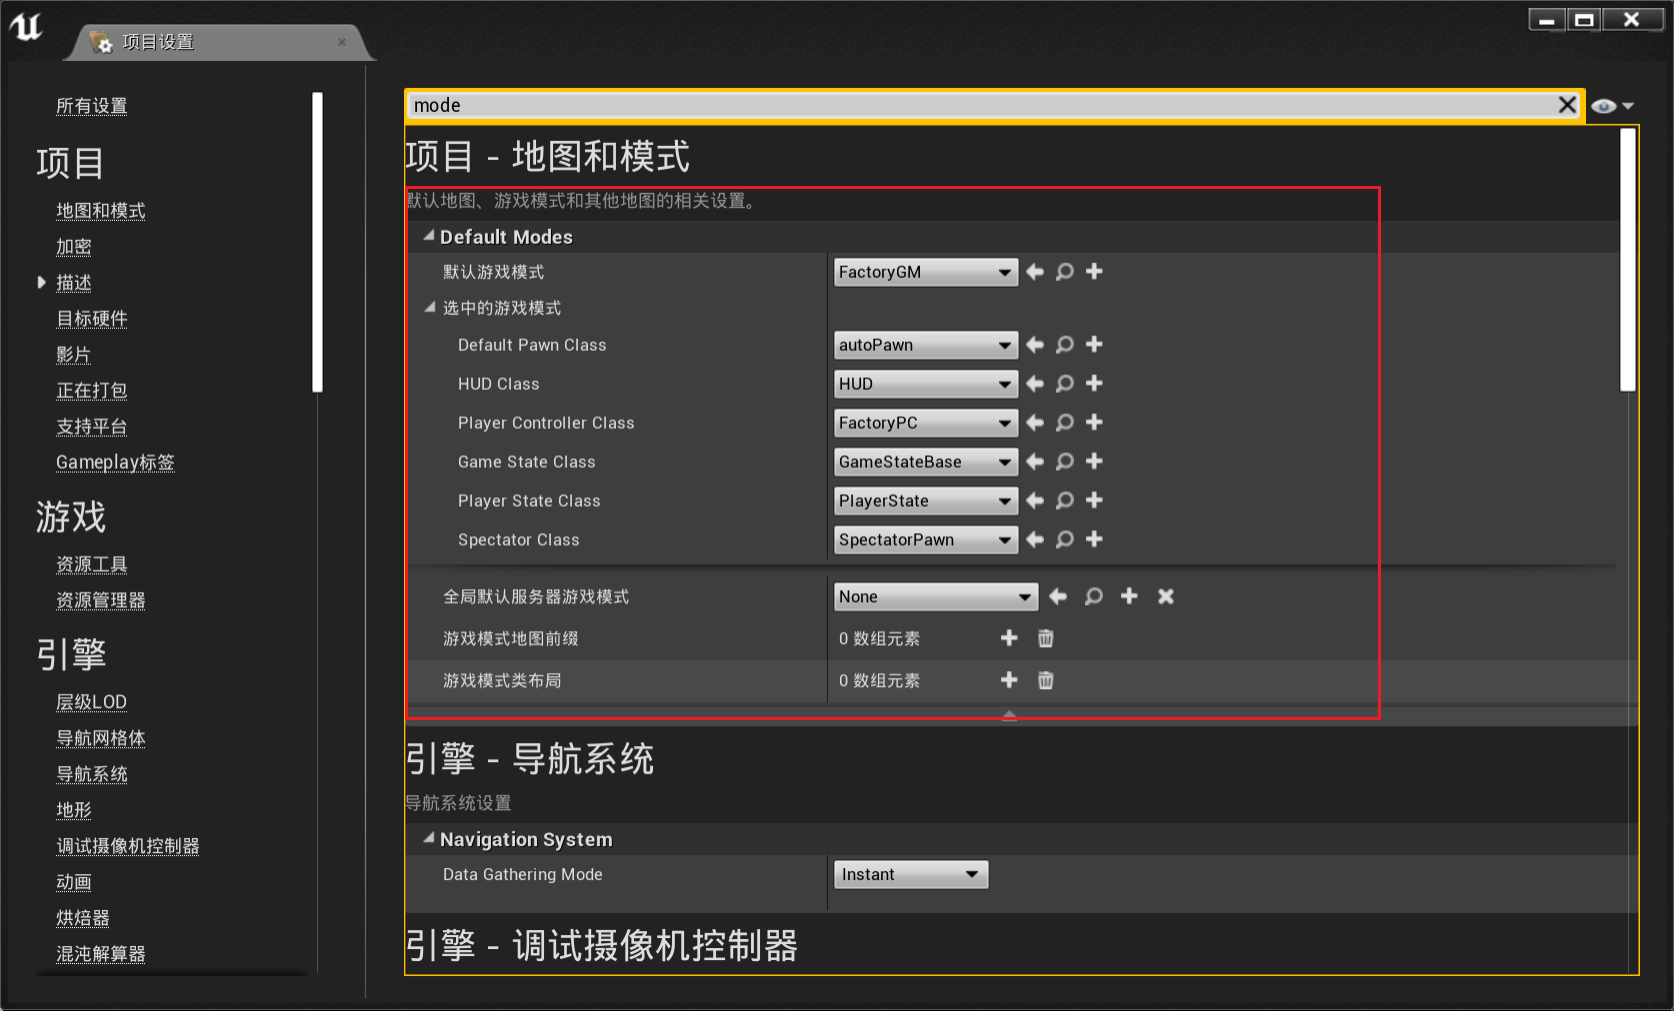 项目设置
所有设置
项目
地图和模式
加密
描述
目标硬件
影片
正在打包
支持平台
Gameplay标签
游戏
资源工具
资源管理器
引擎
层级LOD
导航网格体
导航系统
地形
调试摄像机控制器
动画
烘焙器
混沌解算器
mode
项目 - 地图和模式
默认地图、游戏模式和其他地图的相关设置。
Default Modes
默认游戏模式 FactoryGM
选中的游戏模式
Default Pawn Class autoPawn
HUD Class HUD
Player Controller Class FactoryPC
Game State Class GameStateBase
Player State Class PlayerState
Spectator Class SpectatorPawn
全局默认服务器游戏模式 None
游戏模式地图前缀 0 数组元素
游戏模式类布局 0 数组元素
引擎 - 导航系统
导航系统设置
Navigation System
Data Gathering Mode Instant
引擎 - 调试摄像机控制器